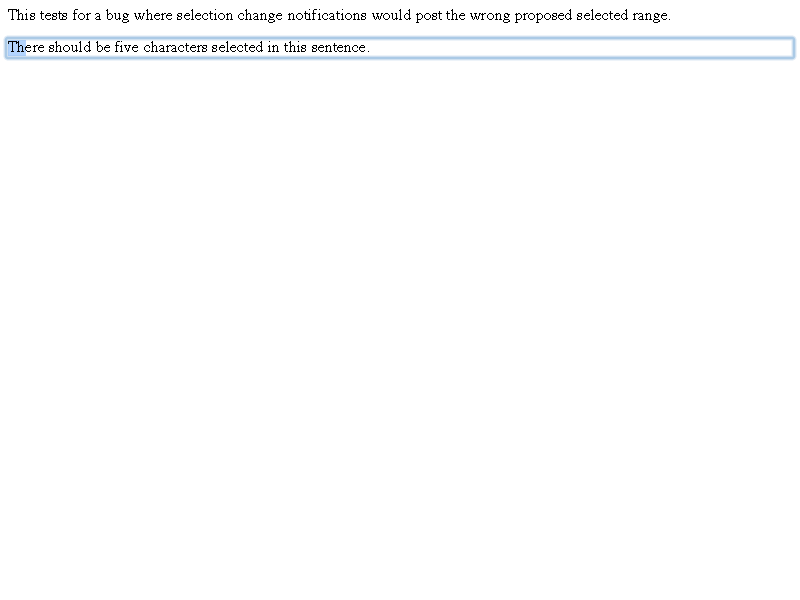 This tests for a bug where selection change notifications would post the wrong proposed selected range.
There should be five characters selected in this sentence.